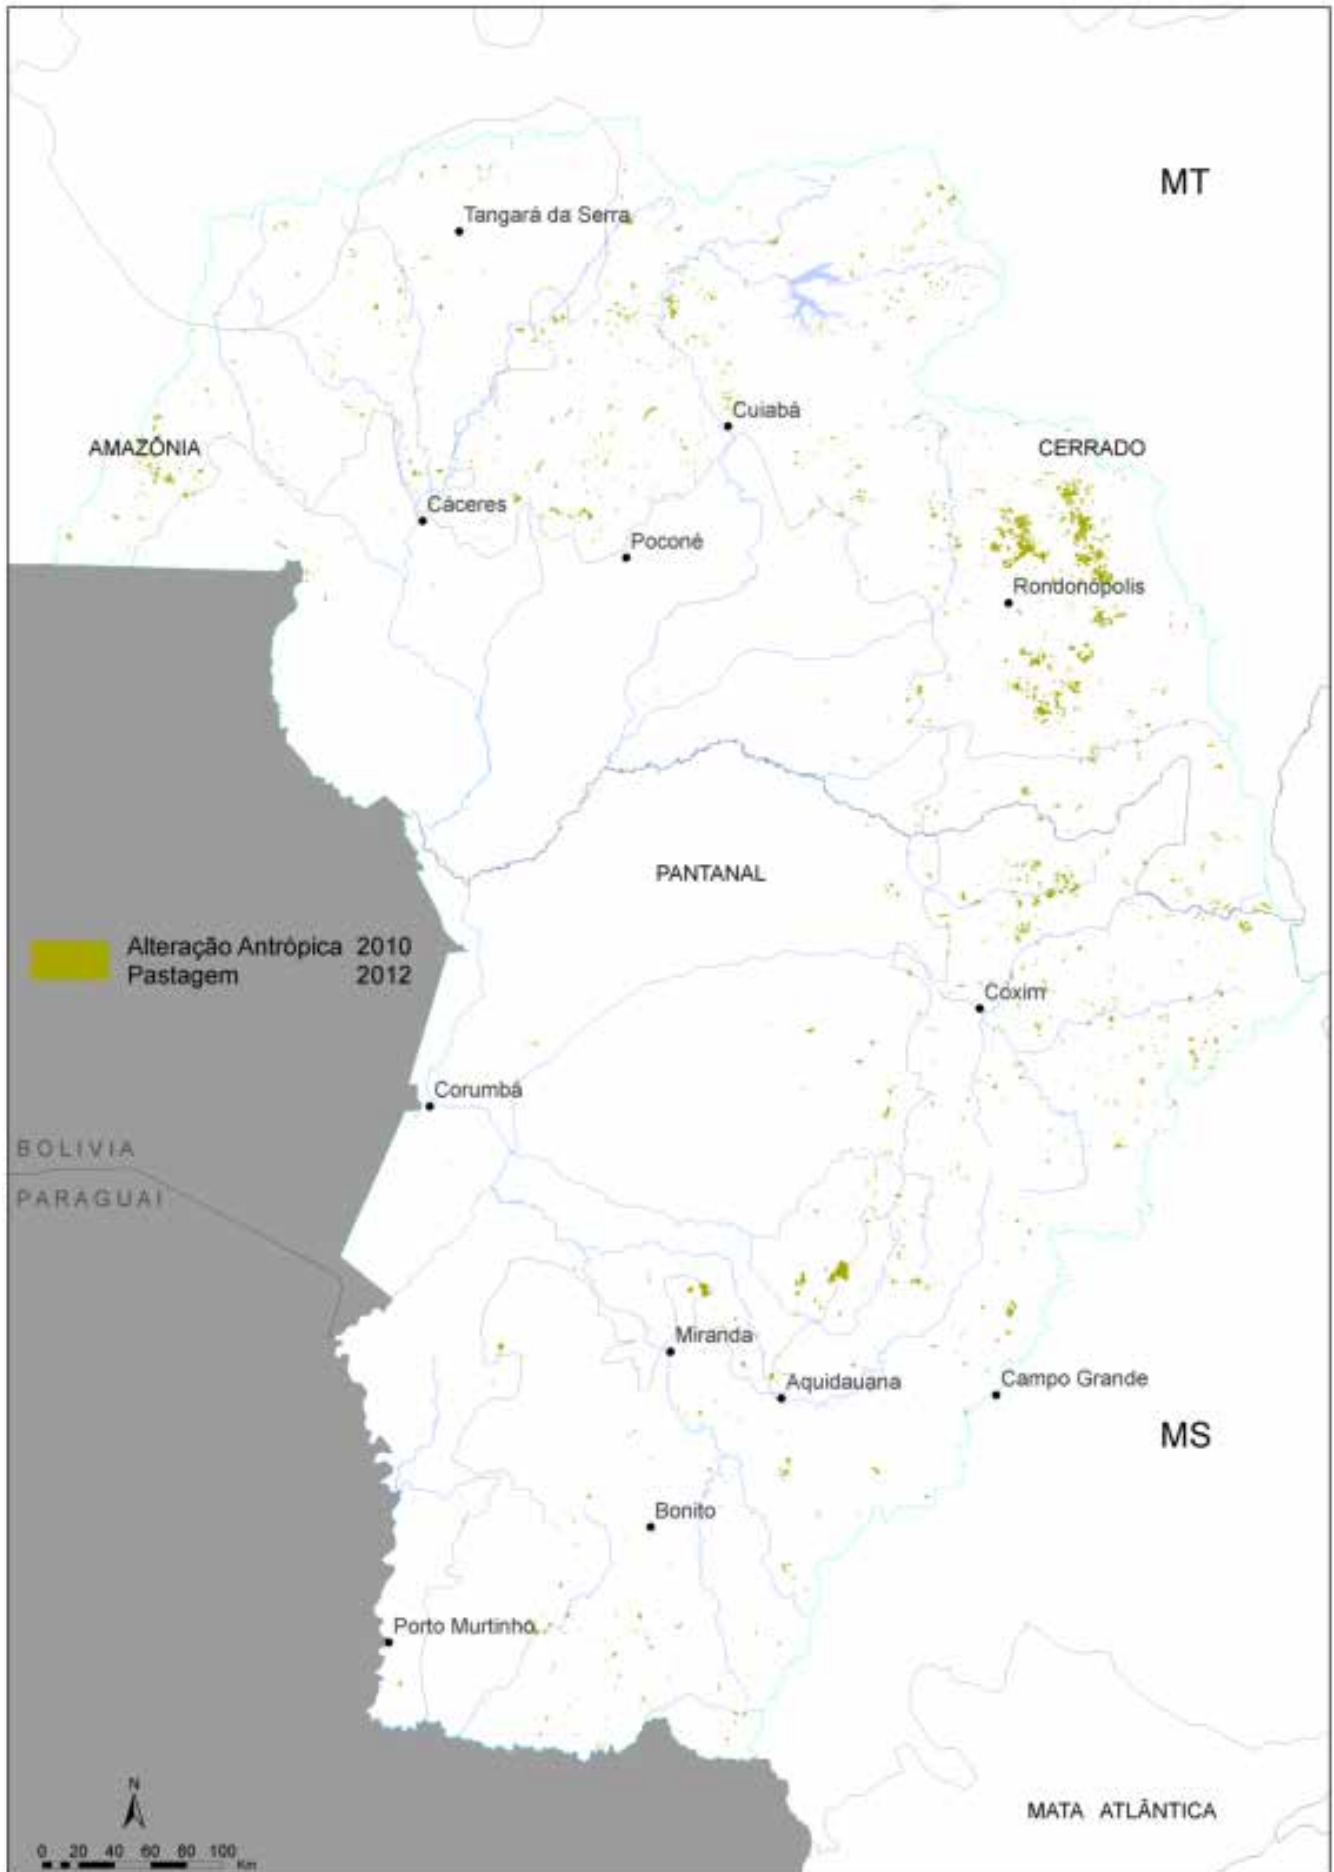 MT
Tangará da Serra
Cuiabá
AMAZÔNIA
CERRADO
Cáceres
Poconé
Rondonópolis
PANTANAL
Alteração Antrópica 2010
Pastagem 2012
Coxim
Corumbá
BOLIVIA
PARAGUAI
Miranda
Aquidauana
Campo Grande
MS
Bonito
Porto Murtinho
N
MATA ATLÂNTICA
0 20 40 60 80 100
Km